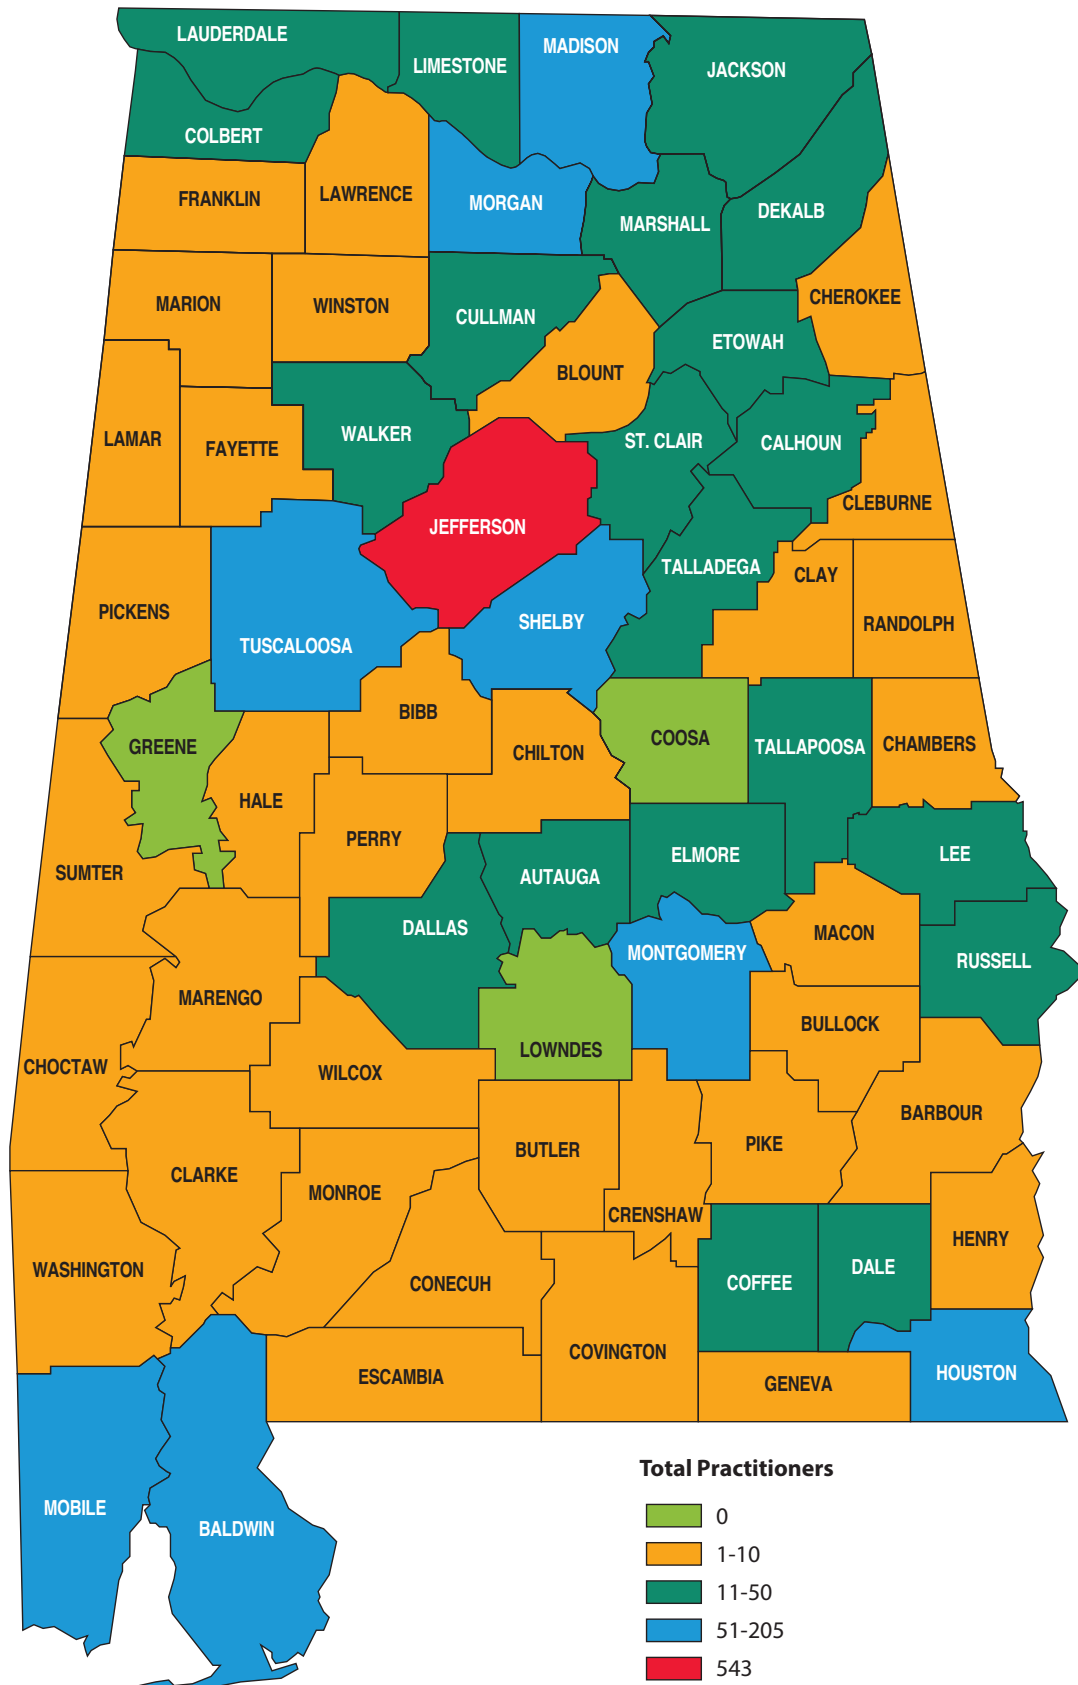 LAUDERDALE
LIMESTONE
MADISON
JACKSON
COLBERT
FRANKLIN
LAWRENCE
MORGAN
MARSHALL
DEKALB
MARION
WINSTON
CULLMAN
CHEROKEE
ETOWAH
BLOUNT
LAMAR
FAYETTE
WALKER
ST. CLAIR
CALHOUN
CLEBURNE
JEFFERSON
TALLADEGA
CLAY
PICKENS
TUSCALOOSA
SHELBY
RANDOLPH
BIBB
GREENE
CHILTON
COOSA
TALLAPOOSA
CHAMBERS
HALE
PERRY
SUMTER
AUTAUGA
ELMORE
LEE
DALLAS
MONTGOMERY
MACON
RUSSELL
MARENGO
LOWNDES
BULLOCK
CHOCTAW
WILCOX
BARBOUR
CLARKE
MONROE
BUTLER
PIKE
CRENSHAW
WASHINGTON
CONECUH
COFFEE
DALE
HENRY
ESCAMBIA
COVINGTON
GENEVA
HOUSTON
MOBILE
BALDWIN
Total Practitioners
0
1-10
11-50
51-205
543